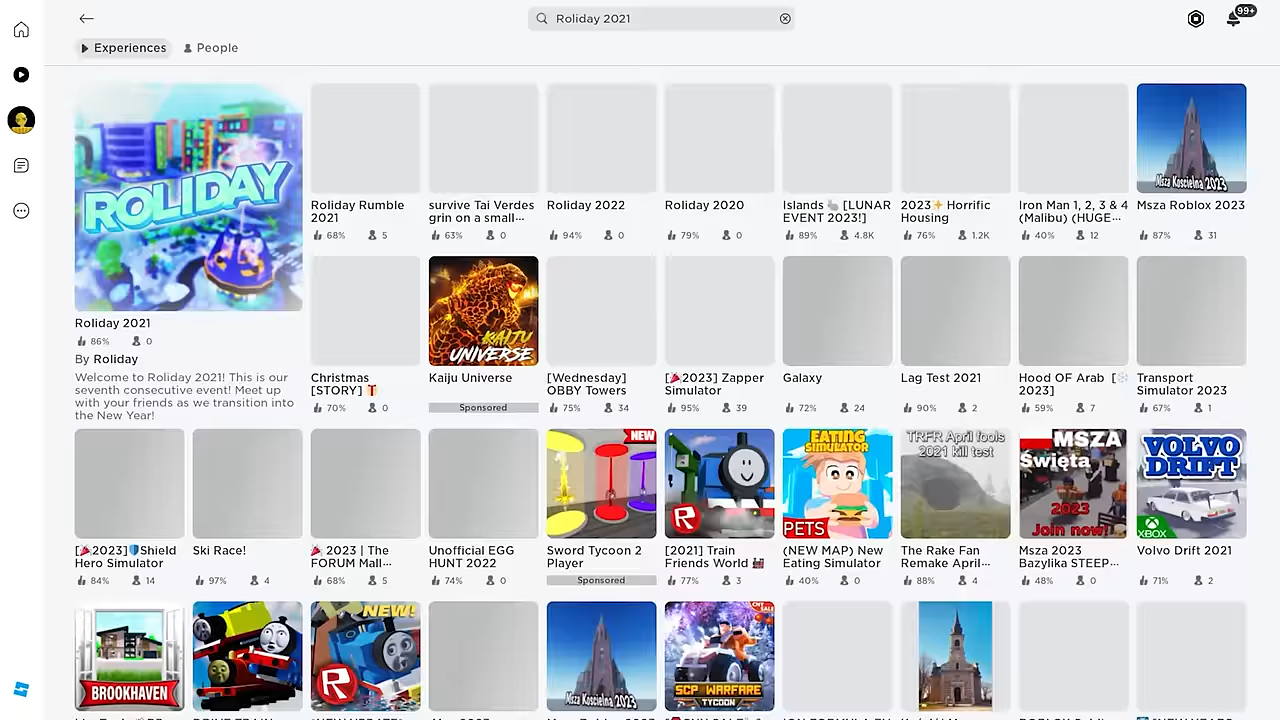 Roliday 2021
99+
Experiences
People
ROLIDAY
Roliday 2021
86% 0
By Roliday
Welcome to Roliday 2021! This is our
seventh consecutive event! Meet up
with your friends as we transition into
the New Year!
Roliday Rumble
2021
68% 5
survive Tai Verdes
grin on a small...
63% 0
Roliday 2022
94% 0
Roliday 2020
79% 0
Islands [LUNAR
EVENT 2023!]
89% 4.8K
2023 Horrific
Housing
76% 1.2K
Iron Man 1, 2, 3 & 4
(Malibu) (HUGE...
40% 12
Msza Koscielna 2023
Msza Roblox 2023
87% 31
Christmas
[STORY]
70% 0
KAIJU
UNIVERSE
Kaiju Universe
Sponsored
[Wednesday]
OBBY Towers
75% 34
[2023] Zapper
Simulator
95% 39
Galaxy
72% 24
Lag Test 2021
90% 2
Hood OF Arab [
2023]
59% 7
Transport
Simulator 2023
67% 1
[2023] Shield
Hero Simulator
84% 14
Ski Race!
97% 4
2023 | The
FORUM Mall...
68% 5
Unofficial EGG
HUNT 2022
74% 0
NEW
Sword Tycoon 2
Player
Sponsored
[2021] Train
Friends World
77% 3
EATING
SIMULATOR
PETS
(NEW MAP) New
Eating Simulator
40% 0
TRFR April fools
2021 kill test
The Rake Fan
Remake April...
88% 4
MSZA
Święta
2023
Join now!
Msza 2023
Bazylika STEEP...
48% 0
VOLVO
DRIFT
XBOX
Volvo Drift 2021
71% 2
BROOKHAVEN
NEW!
Msza Koscielna 2023
SALE
SCP WARFARE
TYCOON